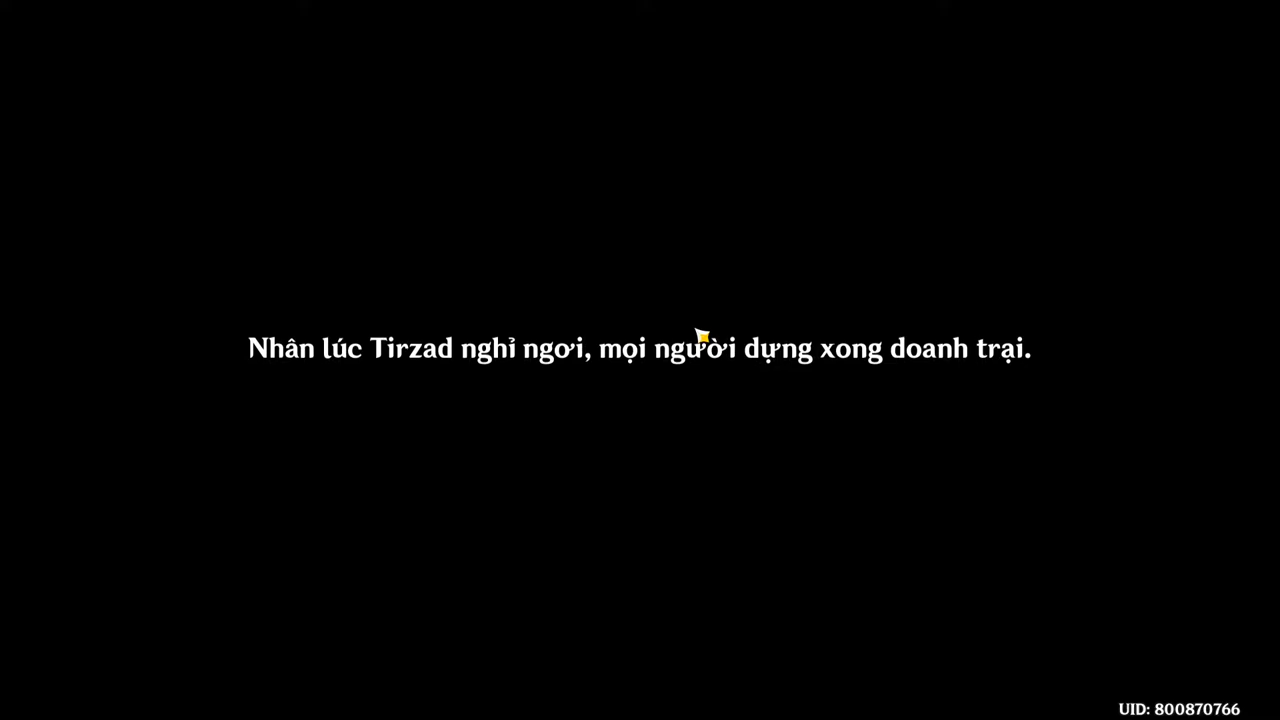 Nhân lúc Tirzad nghỉ ngơi, mọi người dựng xong doanh trại.
UID: 800870766